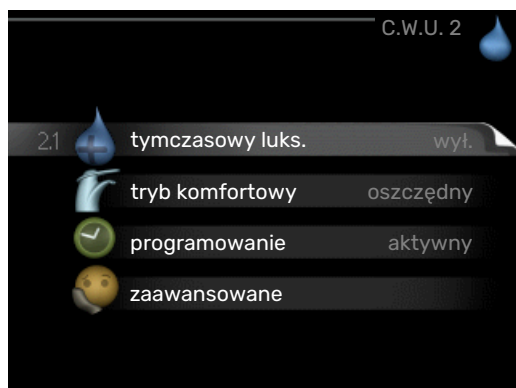 C.W.U. 2
2.1 tymczasowy luks. wył.
tryb komfortowy oszczędny
programowanie aktywny
zaawansowane